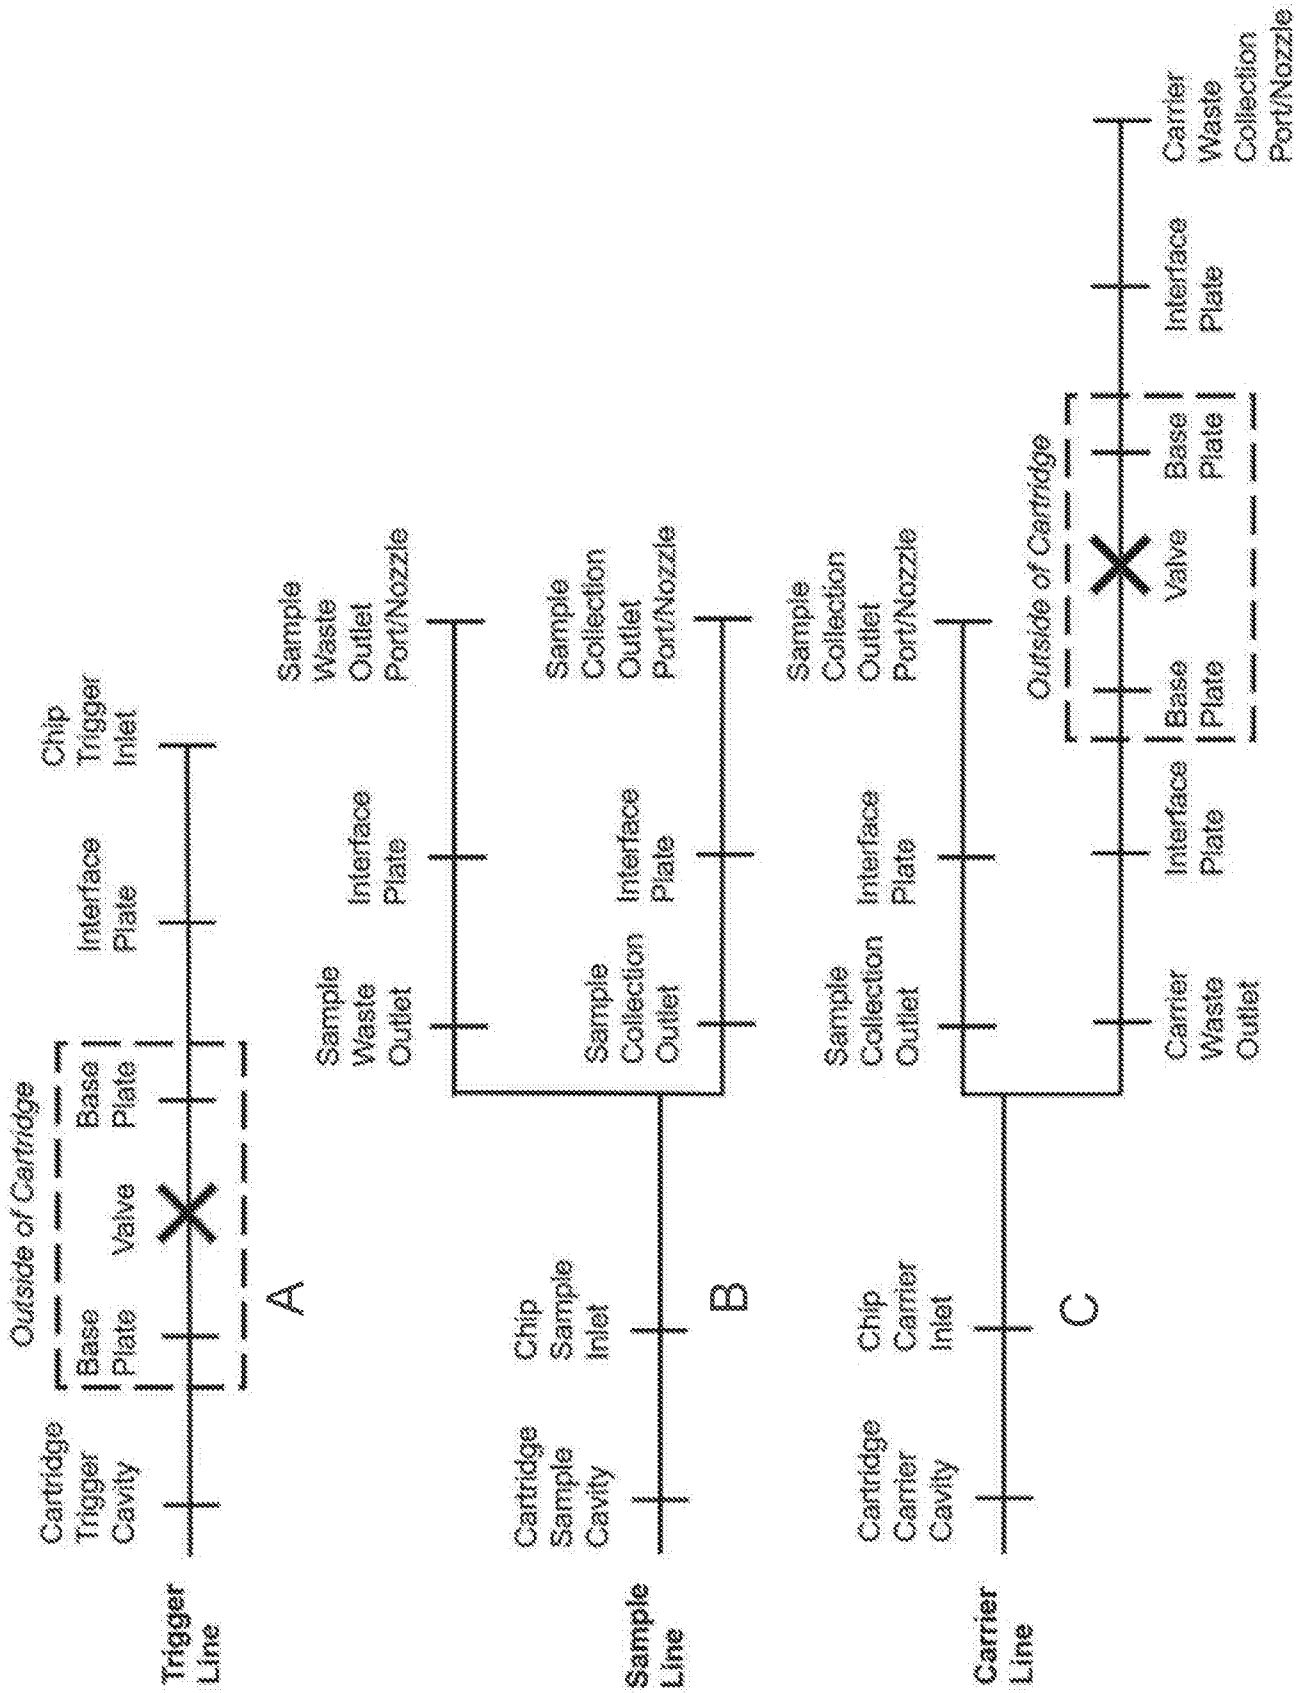 Trigger
Line
Cartridge
Trigger
Cavity
Outside of Cartridge
Base
Plate
Valve
Base
Plate
Interface
Plate
Chip
Trigger
Inlet
A
Sample
Line
Cartridge
Sample
Cavity
Chip
Sample
Inlet
Sample
Waste
Outlet
Interface
Plate
Sample
Waste
Outlet
Port/Nozzle
Sample
Collection
Outlet
Interface
Plate
Sample
Collection
Outlet
Port/Nozzle
B
Carrier
Line
Cartridge
Carrier
Cavity
Chip
Carrier
Inlet
Sample
Collection
Outlet
Interface
Plate
Sample
Collection
Outlet
Port/Nozzle
Carrier
Waste
Outlet
Interface
Plate
Outside of Cartridge
Base
Plate
Valve
Base
Plate
Interface
Plate
Carrier
Waste
Collection
Port/Nozzle
C